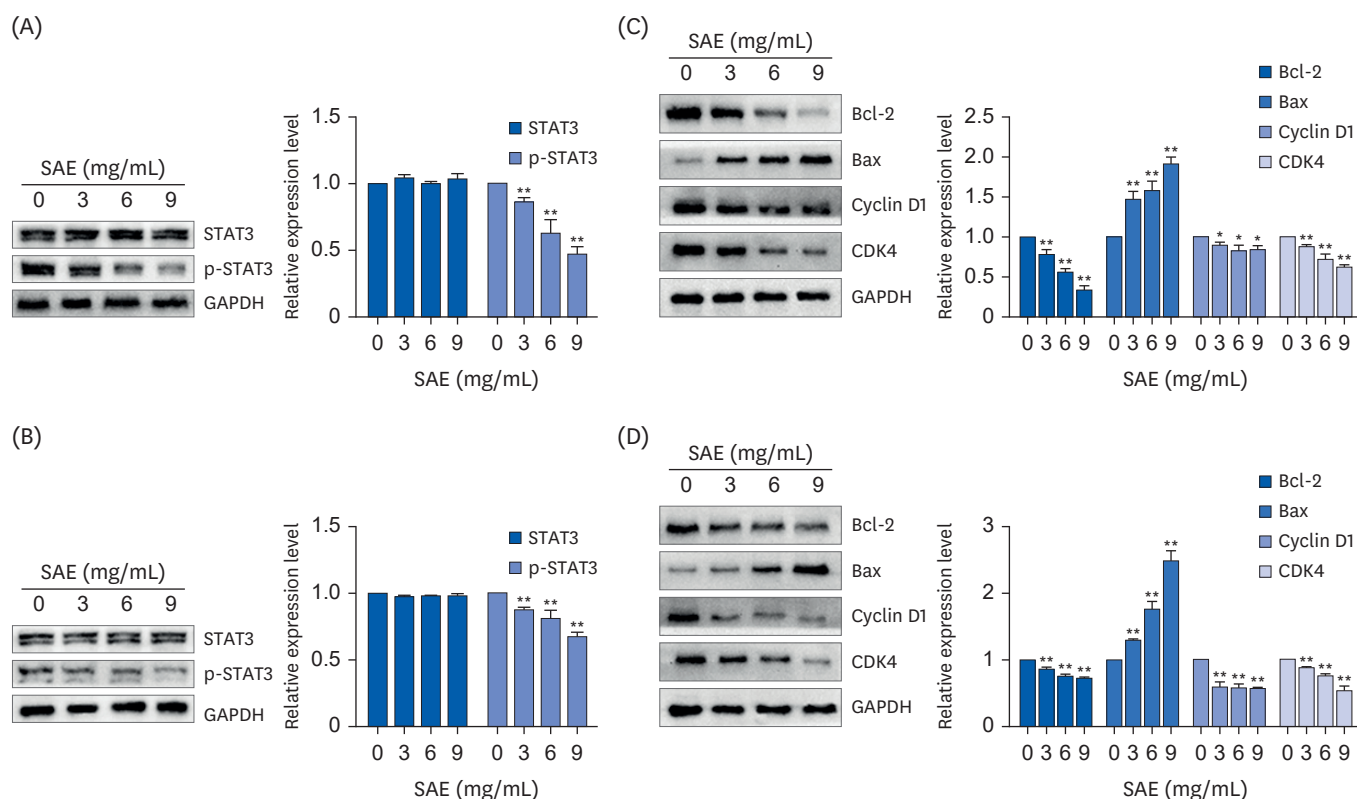 (A)
SAE (mg/mL)
0 3 6 9
STAT3
p-STAT3
GAPDH
Relative expression level
1.5
1.0
0.5
0
STAT3
p-STAT3
** ** **
0 3 6 9 0 3 6 9
SAE (mg/mL)
(C)
SAE (mg/mL)
0 3 6 9
Bcl-2
Bax
Cyclin D1
CDK4
GAPDH
Relative expression level
2.5
2.0
1.5
1.0
0.5
0
Bcl-2
Bax
Cyclin D1
CDK4
** ** ** ** ** ** * * * ** ** **
0 3 6 9 0 3 6 9 0 3 6 9 0 3 6 9
SAE (mg/mL)
(B)
SAE (mg/mL)
0 3 6 9
STAT3
p-STAT3
GAPDH
Relative expression level
1.5
1.0
0.5
0
STAT3
p-STAT3
** ** **
0 3 6 9 0 3 6 9
SAE (mg/mL)
(D)
SAE (mg/mL)
0 3 6 9
Bcl-2
Bax
Cyclin D1
CDK4
GAPDH
Relative expression level
3
2
1
0
Bcl-2
Bax
Cyclin D1
CDK4
** ** ** ** ** ** ** ** ** ** ** **
0 3 6 9 0 3 6 9 0 3 6 9 0 3 6 9
SAE (mg/mL)